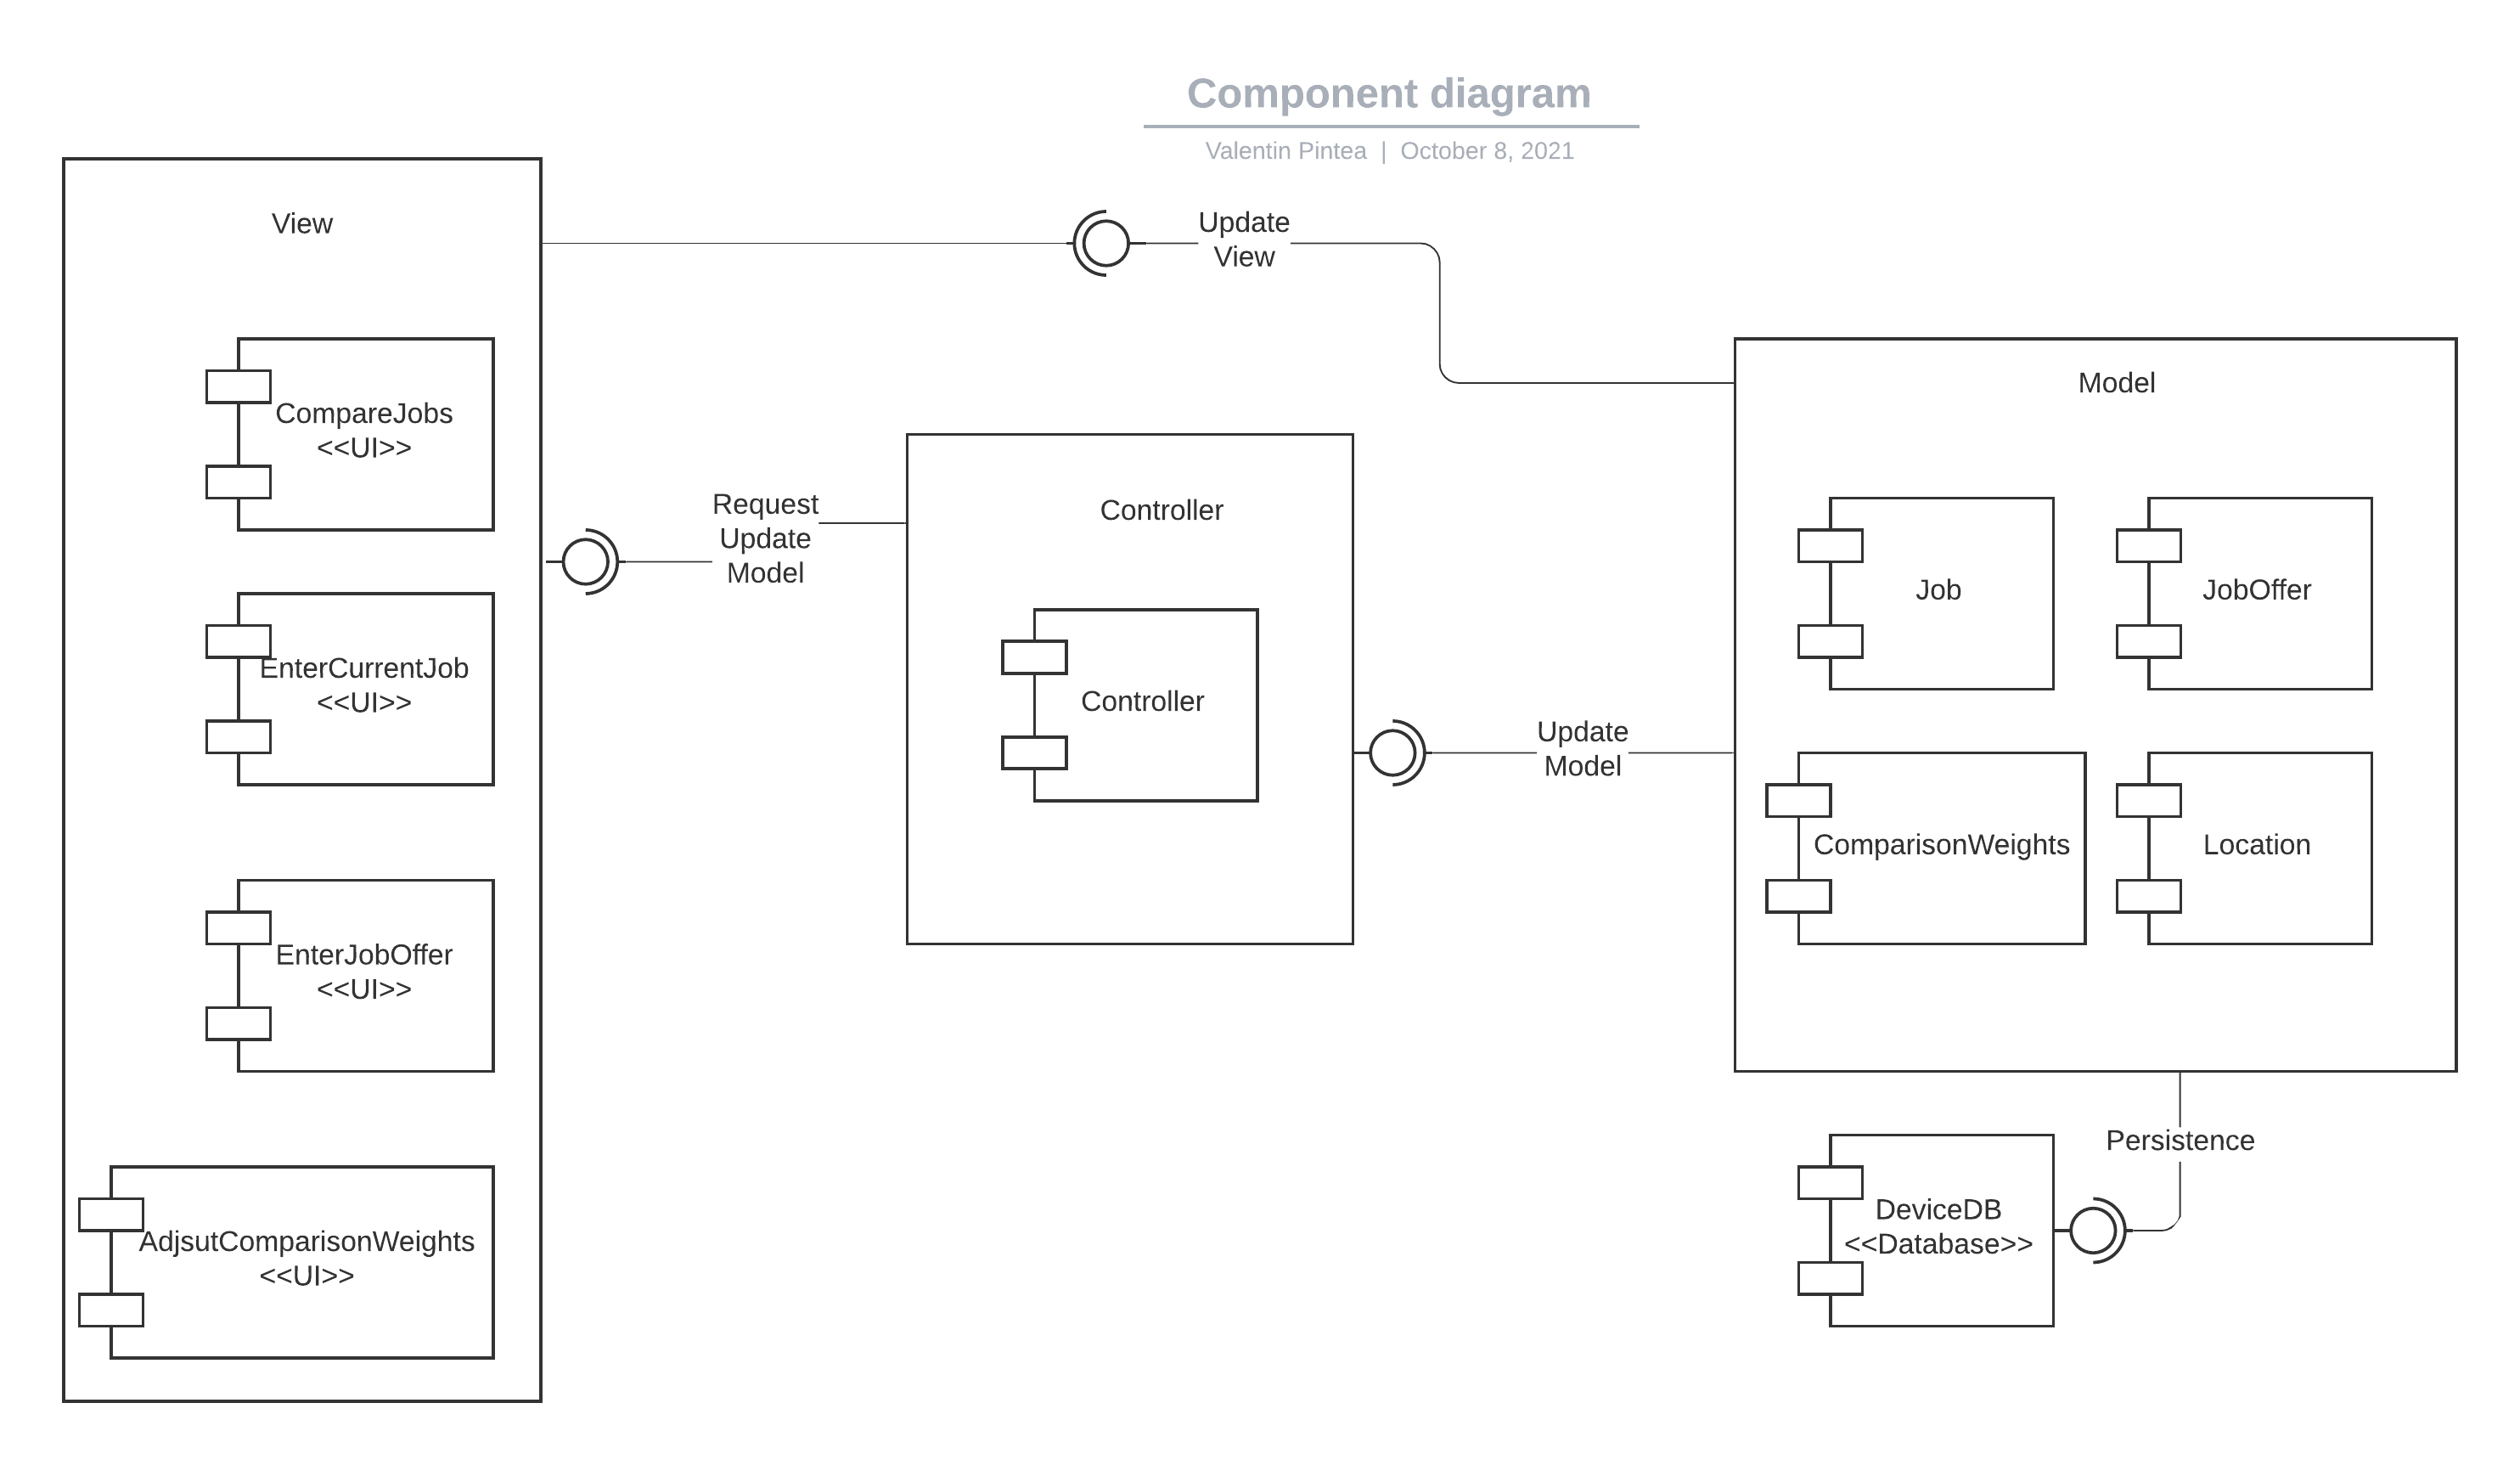 Component diagram
Valentin Pintea | October 8, 2021
View
Update
View
CompareJobs
<<UI>>
EnterCurrentJob
<<UI>>
EnterJobOffer
<<UI>>
AdjsutComparisonWeights
<<UI>>
Request
Update
Model
Controller
Controller
Update
Model
Model
Job
JobOffer
ComparisonWeights
Location
Persistence
DeviceDB
<<Database>>